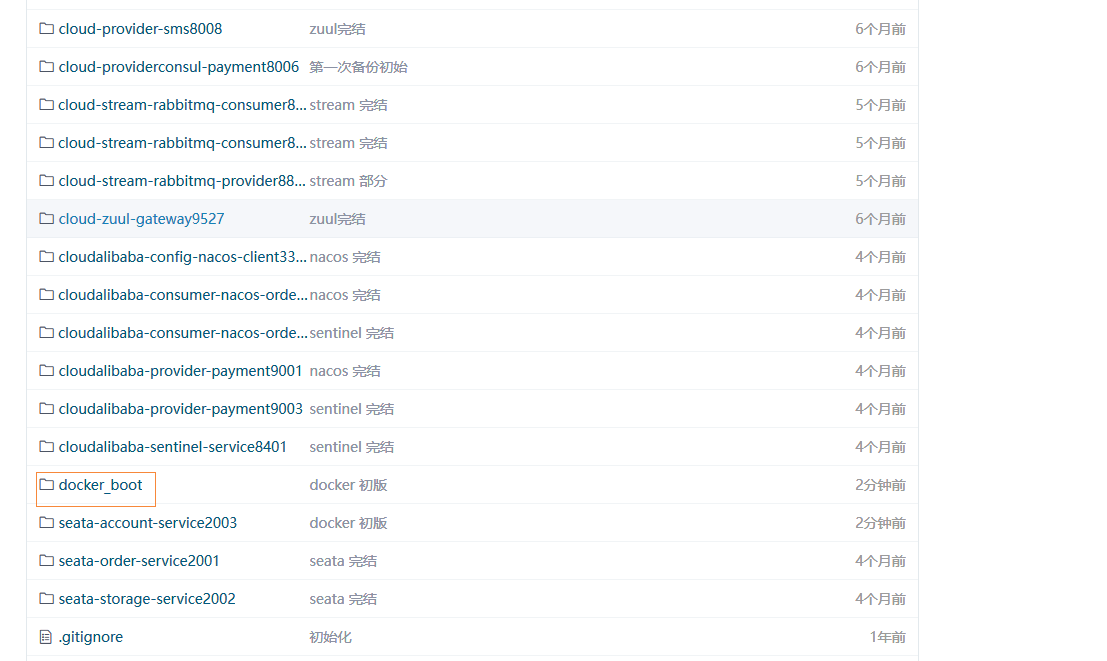 cloud-provider-sms8008 zuul完结 6个月前
cloud-providerconsul-payment8006 第一次备份初始 6个月前
cloud-stream-rabbitmq-consumer8... stream 完结 5个月前
cloud-stream-rabbitmq-consumer8... stream 完结 5个月前
cloud-stream-rabbitmq-provider88... stream 部分 5个月前
cloud-zuul-gateway9527 zuul完结 6个月前
cloudalibaba-config-nacos-client33... nacos 完结 4个月前
cloudalibaba-consumer-nacos-orde... nacos 完结 4个月前
cloudalibaba-consumer-nacos-orde... sentinel 完结 4个月前
cloudalibaba-provider-payment9001 nacos 完结 4个月前
cloudalibaba-provider-payment9003 sentinel 完结 4个月前
cloudalibaba-sentinel-service8401 sentinel 完结 4个月前
docker_boot docker 初版 2分钟前
seata-account-service2003 docker 初版 2分钟前
seata-order-service2001 seata 完结 4个月前
seata-storage-service2002 seata 完结 4个月前
.gitignore 初始化 1年前